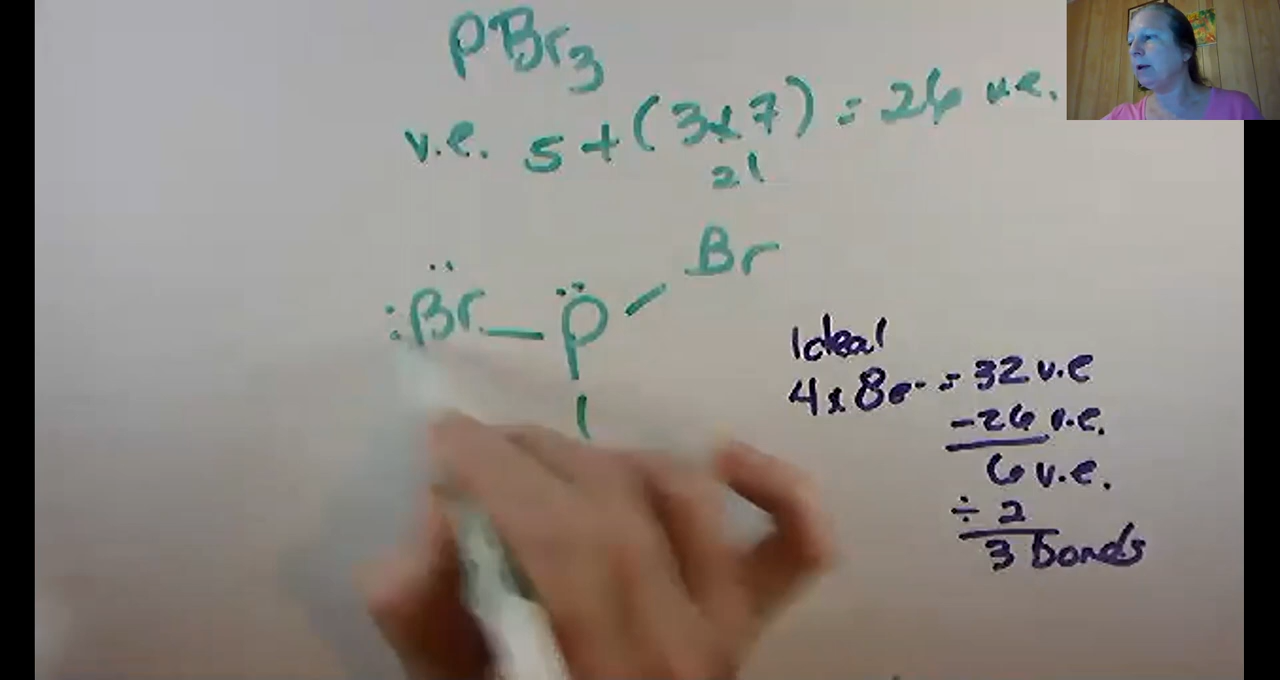 PBr3
v.e. 5 + (3x7) = 26 v.e.
21
Br
:Br — P
Ideal
4x8e- = 32 v.e
-26 v.e.
6 v.e.
÷ 2
3 bonds